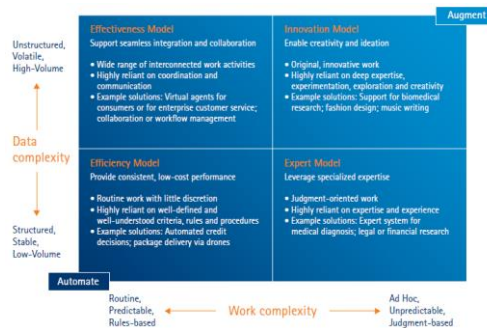 Augment
Effectiveness Model
Support seamless integration and collaboration
• Wide range of interconnected work activities
• Highly reliant on coordination and
communication
• Example solutions: Virtual agents for
consumers or for enterprise customer service;
collaboration or workflow management
Innovation Model
Enable creativity and ideation
• Original, innovative work
• Highly reliant on deep expertise,
experimentation, exploration and creativity
• Example solutions: Support for biomedical
research; fashion design; music writing
Unstructured,
Volatile,
High-Volume
Data
complexity
Structured,
Stable,
Low-Volume
Efficiency Model
Provide consistent, low-cost performance
• Routine work with little discretion
• Highly reliant on well-defined and
well-understood criteria, rules and procedures
• Example solutions: Automated credit
decisions; package delivery via drones
Expert Model
Leverage specialized expertise
• Judgment-oriented work
• Highly reliant on expertise and experience
• Example solutions: Expert system for
medical diagnosis; legal or financial research
Automate
Routine,
Predictable,
Rules-based
Work complexity
Ad Hoc,
Unpredictable,
Judgment-based